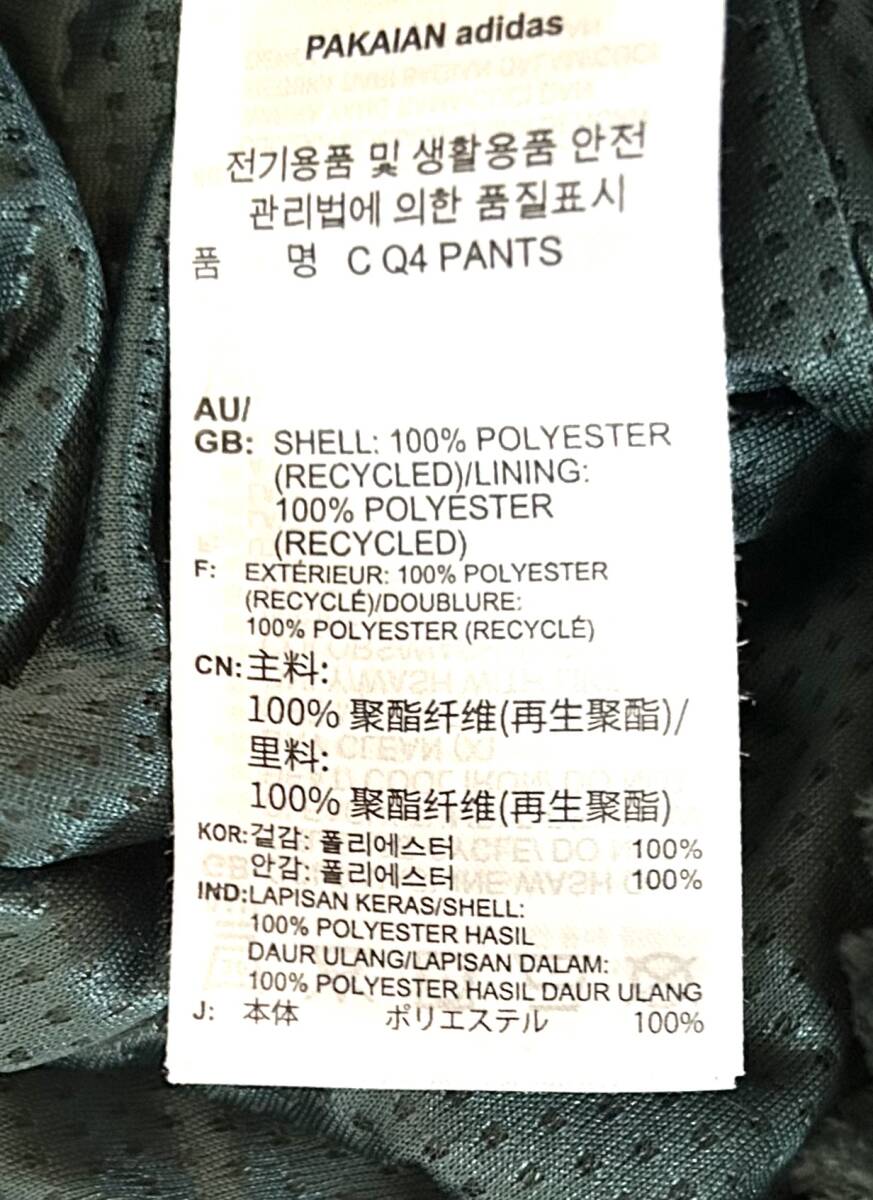 PAKAIAN adidas
전기용품 및 생활용품 안전
관리법에 의한 품질표시
품 명 C Q4 PANTS
AU/
GB: SHELL: 100% POLYESTER
(RECYCLED)/LINING:
100% POLYESTER
(RECYCLED)
F: EXTÉRIEUR: 100% POLYESTER
(RECYCLÉ)/DOUBLURE:
100% POLYESTER (RECYCLÉ)
CN: 主料:
100% 聚酯纤维(再生聚酯)/
里料:
100% 聚酯纤维(再生聚酯)
KOR: 겉감: 폴리에스터 100%
안감: 폴리에스터 100%
IND: LAPISAN KERAS/SHELL:
100% POLYESTER HASIL
DAUR ULANG/LAPISAN DALAM:
100% POLYESTER HASIL DAUR ULANG
J: 本体 ポリエステル 100%